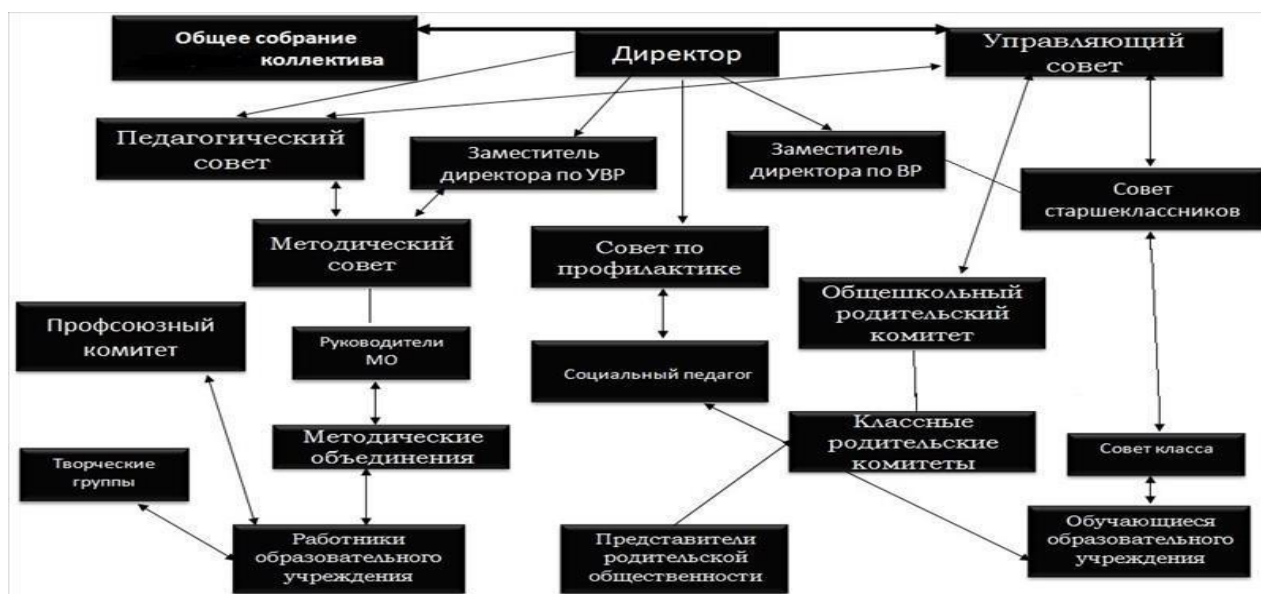 Общее собрание
коллектива
Директор
Управляющий
совет
Педагогический
совет
Заместитель
директора по УВР
Заместитель
директора по ВР
Совет
старшеклассников
Методический
совет
Совет по
профилактике
Общешкольный
родительский
комитет
Профсоюзный
комитет
Руководители
МО
Социальный педагог
Классные
родительские
комитеты
Методические
объединения
Совет класса
Творческие
группы
Работники
образовательного
учреждения
Представители
родительской
общественности
Обучающиеся
образовательного
учреждения